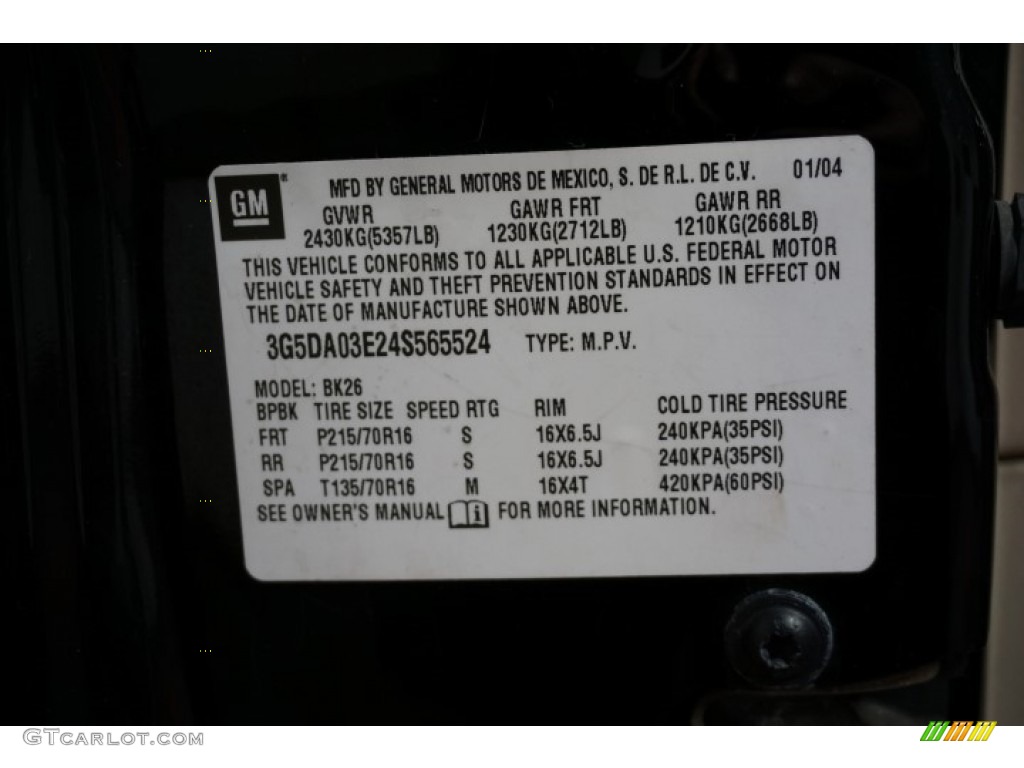 GM®
MFD BY GENERAL MOTORS DE MEXICO, S. DE R.L. DE C.V. 01/04
GVWR GAWR FRT GAWR RR
2430KG(5357LB) 1230KG(2712LB) 1210KG(2668LB)
THIS VEHICLE CONFORMS TO ALL APPLICABLE U.S. FEDERAL MOTOR
VEHICLE SAFETY AND THEFT PREVENTION STANDARDS IN EFFECT ON
THE DATE OF MANUFACTURE SHOWN ABOVE.
3G5DA03E24S565524 TYPE: M.P.V.
MODEL: BK26
BPBK TIRE SIZE SPEED RTG RIM COLD TIRE PRESSURE
FRT P215/70R16 S 16X6.5J 240KPA(35PSI)
RR P215/70R16 S 16X6.5J 240KPA(35PSI)
SPA T135/70R16 M 16X4T 420KPA(60PSI)
SEE OWNER'S MANUAL i FOR MORE INFORMATION.
GTCarLot.com